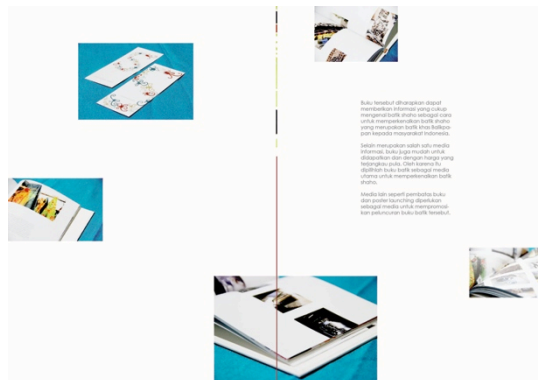 Buku tersebut diharapkan dapat
memberikan informasi yang cukup
mengenai batik shaho sebagai cara
untuk memperkenalkan batik shaho
yang merupakan batik khas Balikpa-
pan kepada masyarakat Indonesia.
Selain merupakan salah satu media
informasi, buku juga mudah untuk
didapatkan dan dengan harga yang
terjangkau pula. Oleh karena itu
dipilihlah buku batik sebagai media
utama untuk memperkenalkan batik
shaho.
Media lain seperti pembatas buku
dan poster launching diperlukan
sebagai media untuk mempromosi-
kan peluncuran buku batik tersebut.